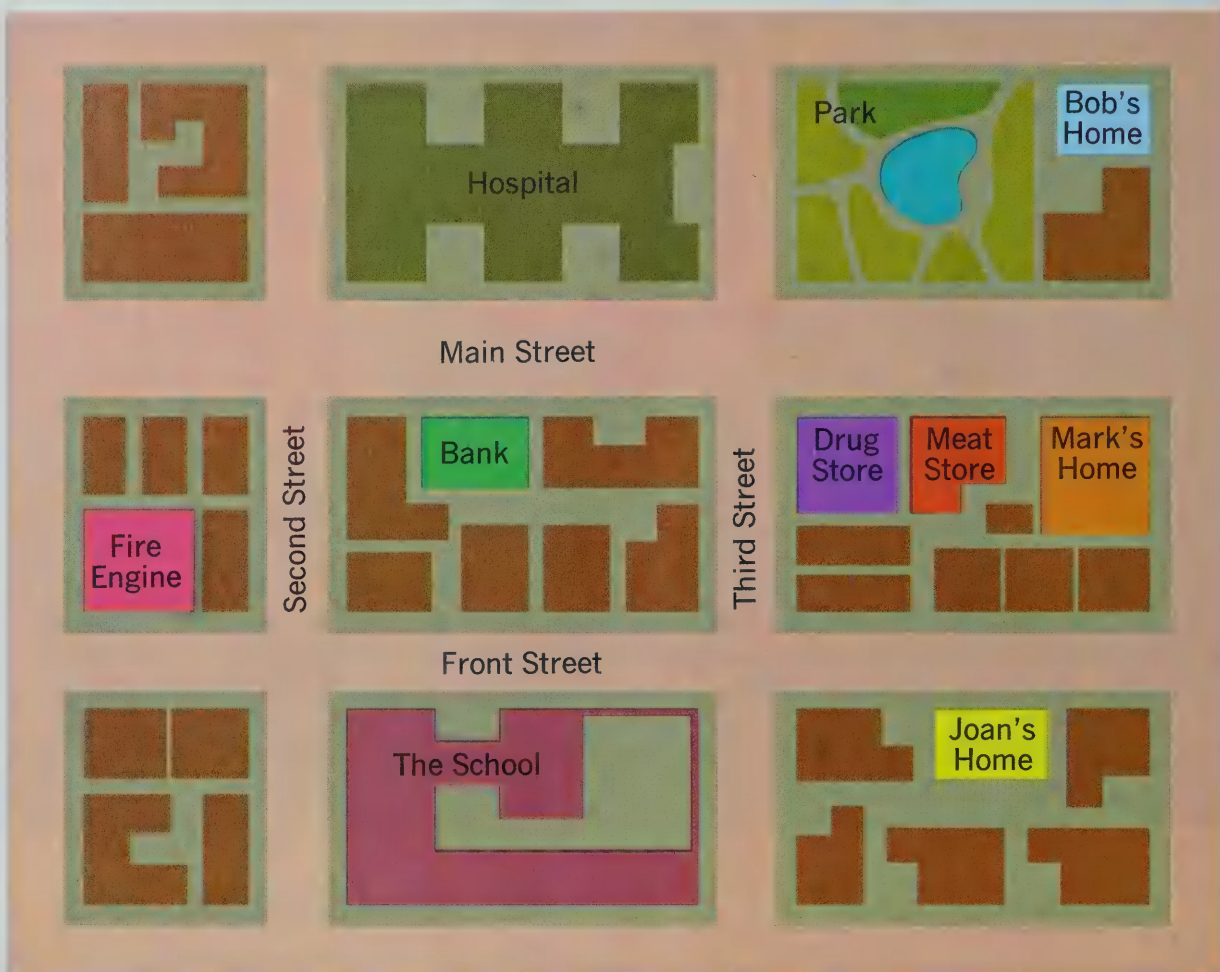 Park
Bob's
Home
Hospital
Main Street
Second Street
Bank
Third Street
Drug
Store
Meat
Store
Mark's
Home
Fire
Engine
Front Street
The School
Joan's
Home